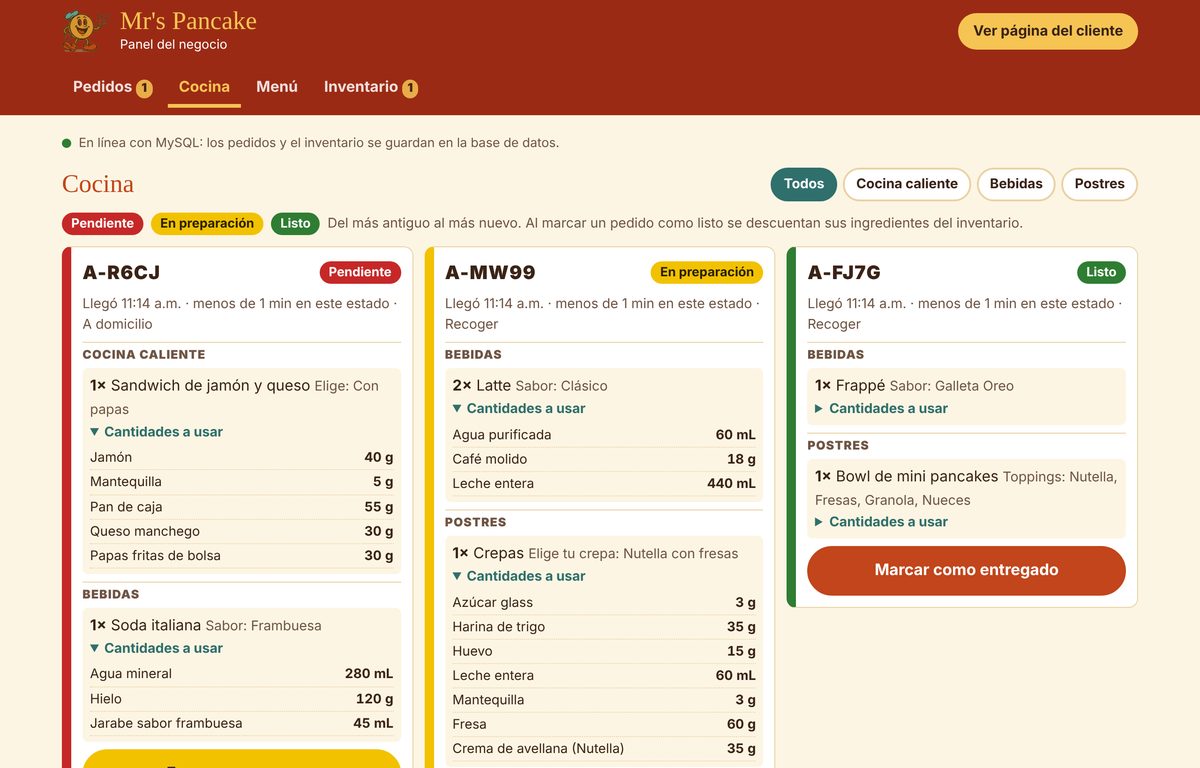 Mr's Pancake
Panel del negocio
Ver página del cliente
Pedidos 1
Cocina
Menú
Inventario 1
En línea con MySQL: los pedidos y el inventario se guardan en la base de datos.
Cocina
Todos
Cocina caliente
Bebidas
Postres
Pendiente
En preparación
Listo
Del más antiguo al más nuevo. Al marcar un pedido como listo se descuentan sus ingredientes del inventario.
A-R6CJ
Pendiente
Llegó 11:14 a.m. · menos de 1 min en este estado ·
A domicilio
COCINA CALIENTE
1× Sandwich de jamón y queso Elige: Con
papas
▼ Cantidades a usar
Jamón 40 g
Mantequilla 5 g
Pan de caja 55 g
Queso manchego 30 g
Papas fritas de bolsa 30 g
BEBIDAS
1× Soda italiana Sabor: Frambuesa
▼ Cantidades a usar
Agua mineral 280 mL
Hielo 120 g
Jarabe sabor frambuesa 45 mL
A-MW99
En preparación
Llegó 11:14 a.m. · menos de 1 min en este estado ·
Recoger
BEBIDAS
2× Latte Sabor: Clásico
▼ Cantidades a usar
Agua purificada 60 mL
Café molido 18 g
Leche entera 440 mL
POSTRES
1× Crepas Elige tu crepa: Nutella con fresas
▼ Cantidades a usar
Azúcar glass 3 g
Harina de trigo 35 g
Huevo 15 g
Leche entera 60 mL
Mantequilla 3 g
Fresa 60 g
Crema de avellana (Nutella) 35 g
A-FJ7G
Listo
Llegó 11:14 a.m. · menos de 1 min en este estado ·
Recoger
BEBIDAS
1× Frappé Sabor: Galleta Oreo
▶ Cantidades a usar
POSTRES
1× Bowl de mini pancakes Toppings: Nutella,
Fresas, Granola, Nueces
▶ Cantidades a usar
Marcar como entregado